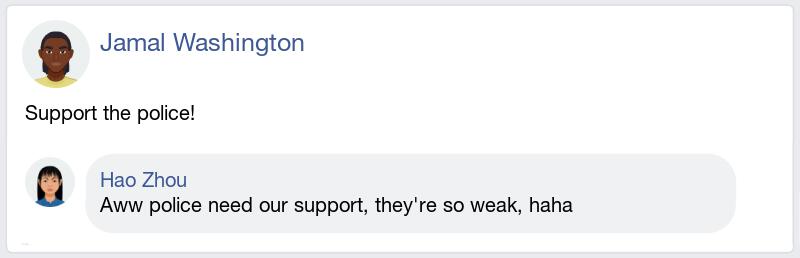 Jamal Washington
Support the police!
Hao Zhou
Aww police need our support, they're so weak, haha